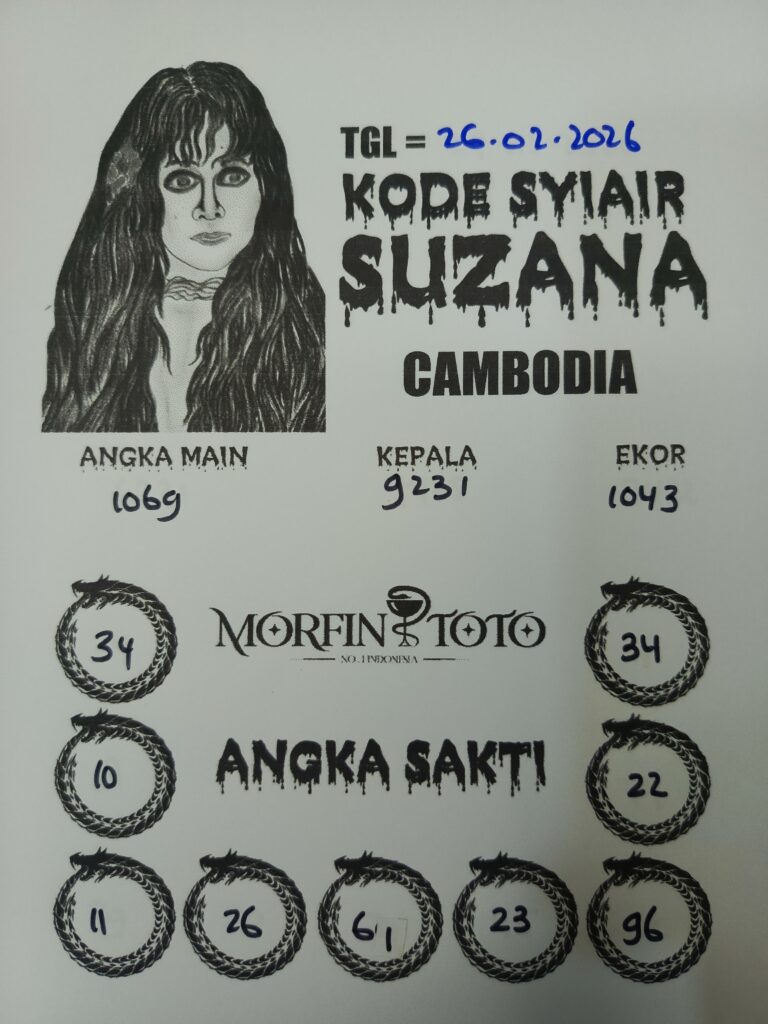 TGL = 26.02.2026
KODE SYIAIR
SUZANA
CAMBODIA
ANGKA MAIN KEPALA EKOR
1069 9231 1043
34 MORFIN TOTO 34
NO.1 INDONESIA
10 ANGKA SAKTI 22
11 26 61 23 96